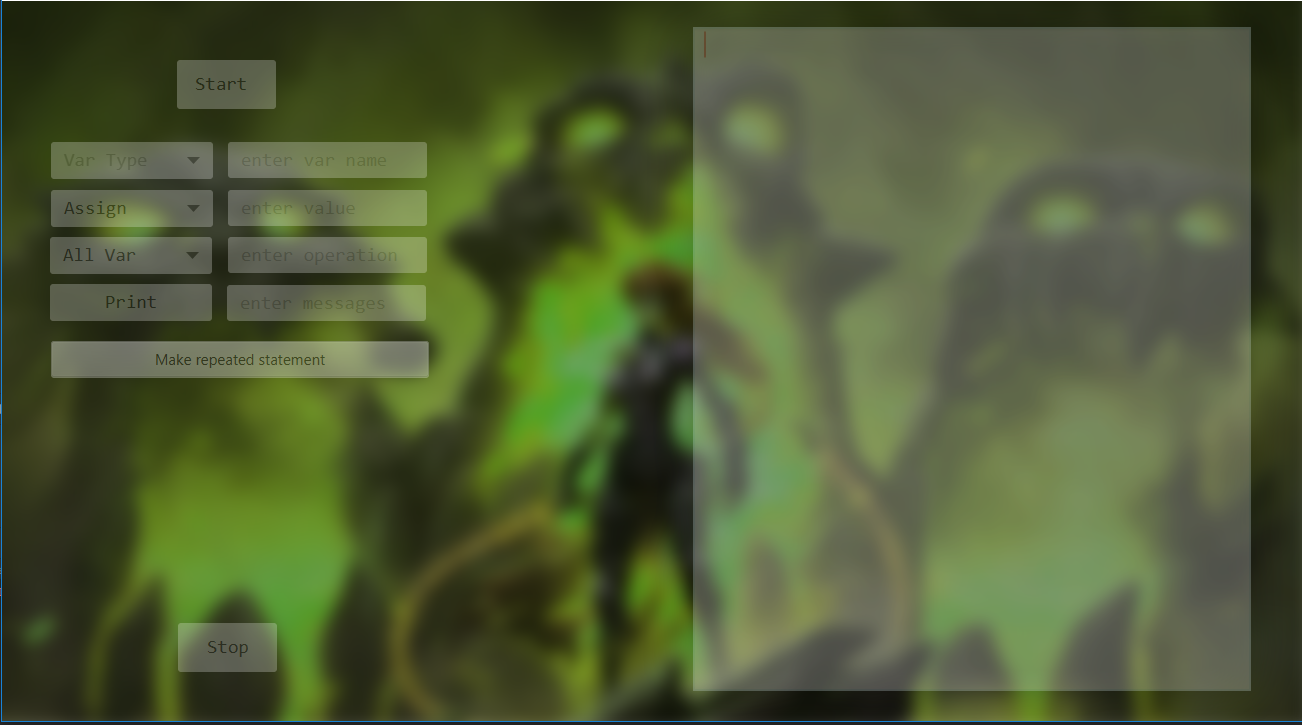 Start
Var Type
enter var name
Assign
enter value
All Var
enter operation
Print
enter messages
Make repeated statement
Stop